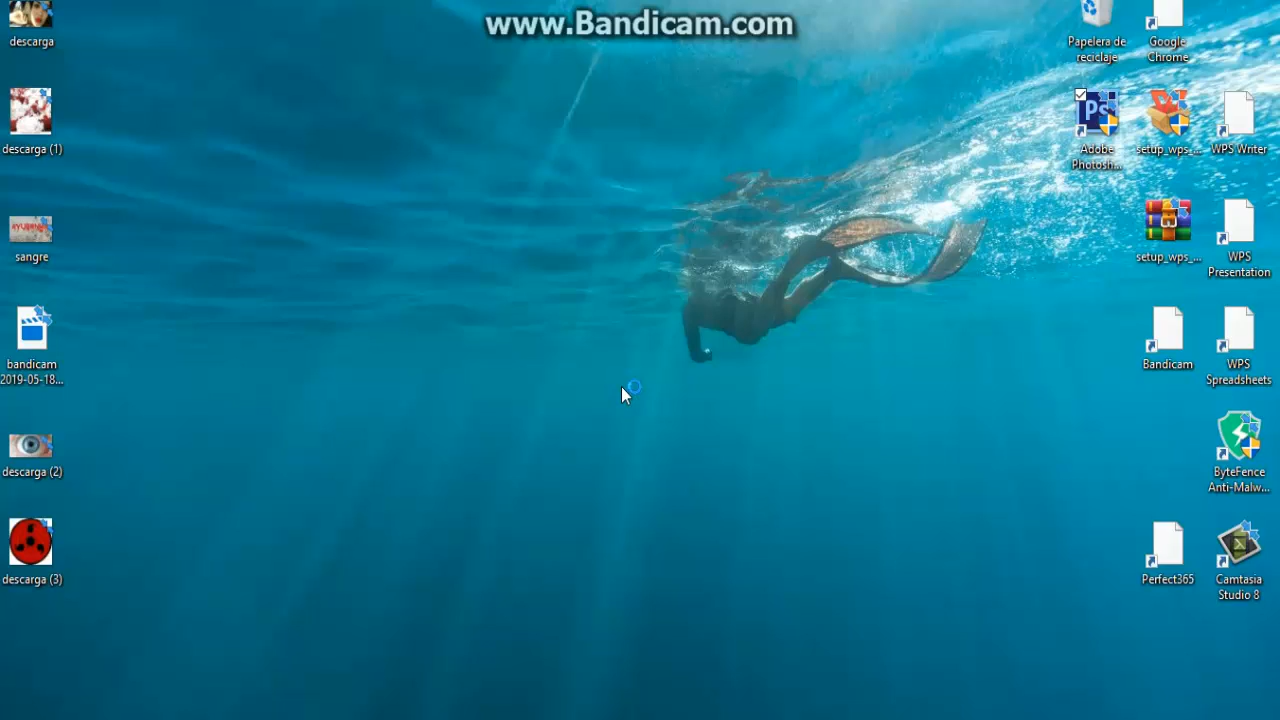 www.Bandicam.com
descarga
descarga (1)
sangre
bandicam
2019-05-18...
descarga (2)
descarga (3)
Papelera de
reciclaje
Google
Chrome
Adobe
Photosh...
setup_wps_...
WPS Writer
setup_wps_...
WPS
Presentation
Bandicam
WPS
Spreadsheets
ByteFence
Anti-Malw...
Perfect365
Camtasia
Studio 8
Ps